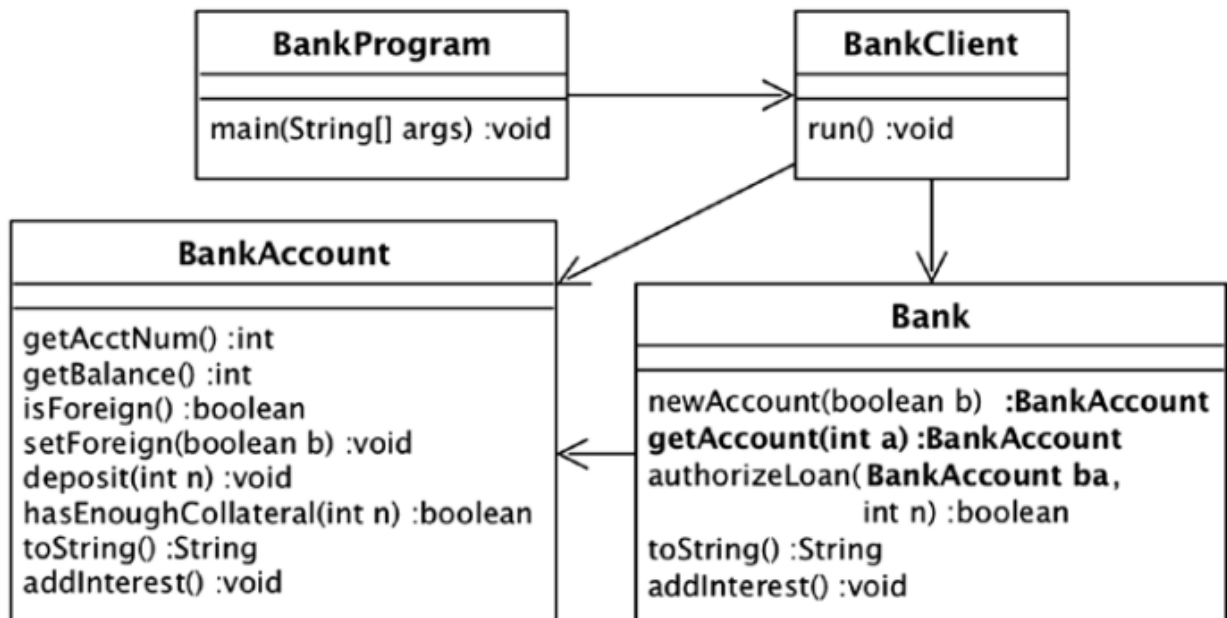 BankProgram
main(String[] args) :void
BankClient
run() :void
BankAccount
getAcctNum() :int
getBalance() :int
isForeign() :boolean
setForeign(boolean b) :void
deposit(int n) :void
hasEnoughCollateral(int n) :boolean
toString() :String
addInterest() :void
Bank
newAccount(boolean b) :BankAccount
getAccount(int a) :BankAccount
authorizeLoan( BankAccount ba,
int n) :boolean
toString() :String
addInterest() :void